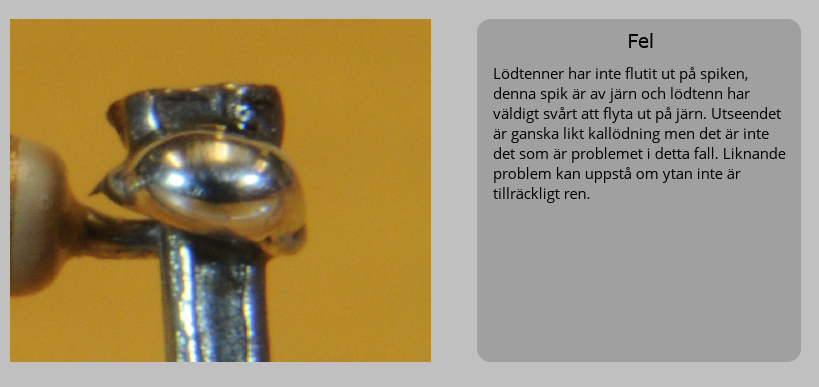 Fel
Lödtenner har inte flutit ut på spiken,
denna spik är av järn och lödtenn har
väldigt svårt att flyta ut på järn. Utseendet
är ganska likt kallödning men det är inte
det som är problemet i detta fall. Liknande
problem kan uppstå om ytan inte är
tillräckligt ren.